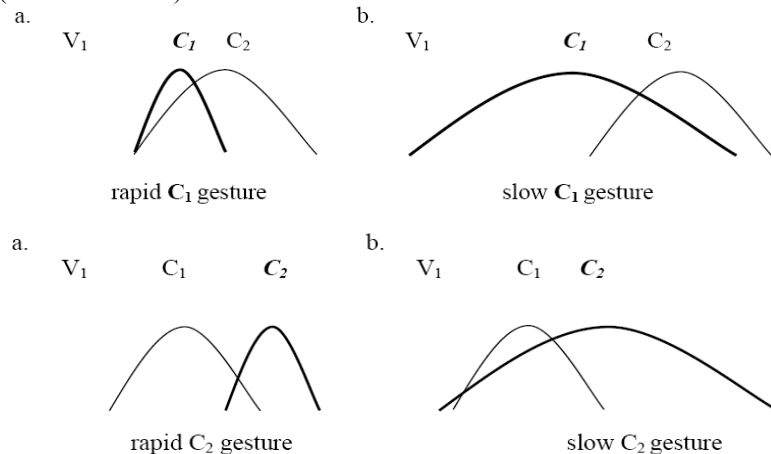 a. b.
V₁ C₁ C₂ V₁ C₁ C₂
rapid C₁ gesture slow C₁ gesture
a. b.
V₁ C₁ C₂ V₁ C₁ C₂
rapid C₂ gesture slow C₂ gesture